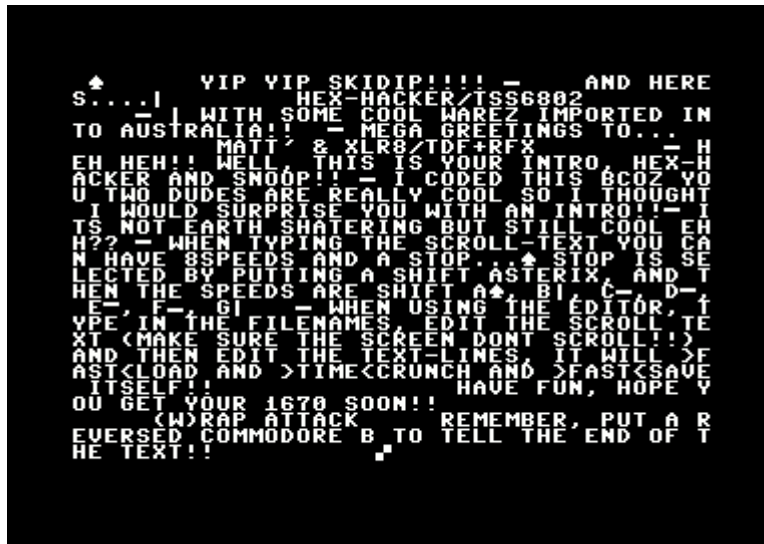 ♠      YIP YIP SKIDIP!!!! —    AND HERE
S....|        HEX-HACKER/TSS6802
    — | WITH SOME COOL WAREZ IMPORTED IN
TO AUSTRALIA!!  — MEGA GREETINGS TO...
         MATT' & XLR8/TDF+RFX        — H
EH HEH!! WELL, THIS IS YOUR INTRO, HEX-H
ACKER AND SNOOP!! — I CODED THIS BCOZ YO
U TWO DUDES ARE REALLY COOL SO I THOUGHT
 I WOULD SURPRISE YOU WITH AN INTRO!!— I
TS NOT EARTH SHATERING BUT STILL COOL EH
H?? — WHEN TYPING THE SCROLL-TEXT YOU CA
N HAVE 8SPEEDS AND A STOP...♠ STOP IS SE
LECTED BY PUTTING A SHIFT ASTERIX, AND T
HEN THE SPEEDS ARE SHIFT A♠, B|, C—, D—,
 E—, F—, G|   — WHEN USING THE EDITOR, T
YPE IN THE FILENAMES, EDIT THE SCROLL TE
XT (MAKE SURE THE SCREEN DONT SCROLL!!)
AND THEN EDIT THE TEXT-LINES, IT WILL >F
AST<LOAD AND >TIME<CRUNCH AND >FAST<SAVE
 ITSELF!!               HAVE FUN, HOPE Y
OU GET YOUR 1670 SOON!!
     (W)RAP ATTACK     REMEMBER, PUT A R
EVERSED COMMODORE B TO TELL THE END OF T
HE TEXT!!          ▞